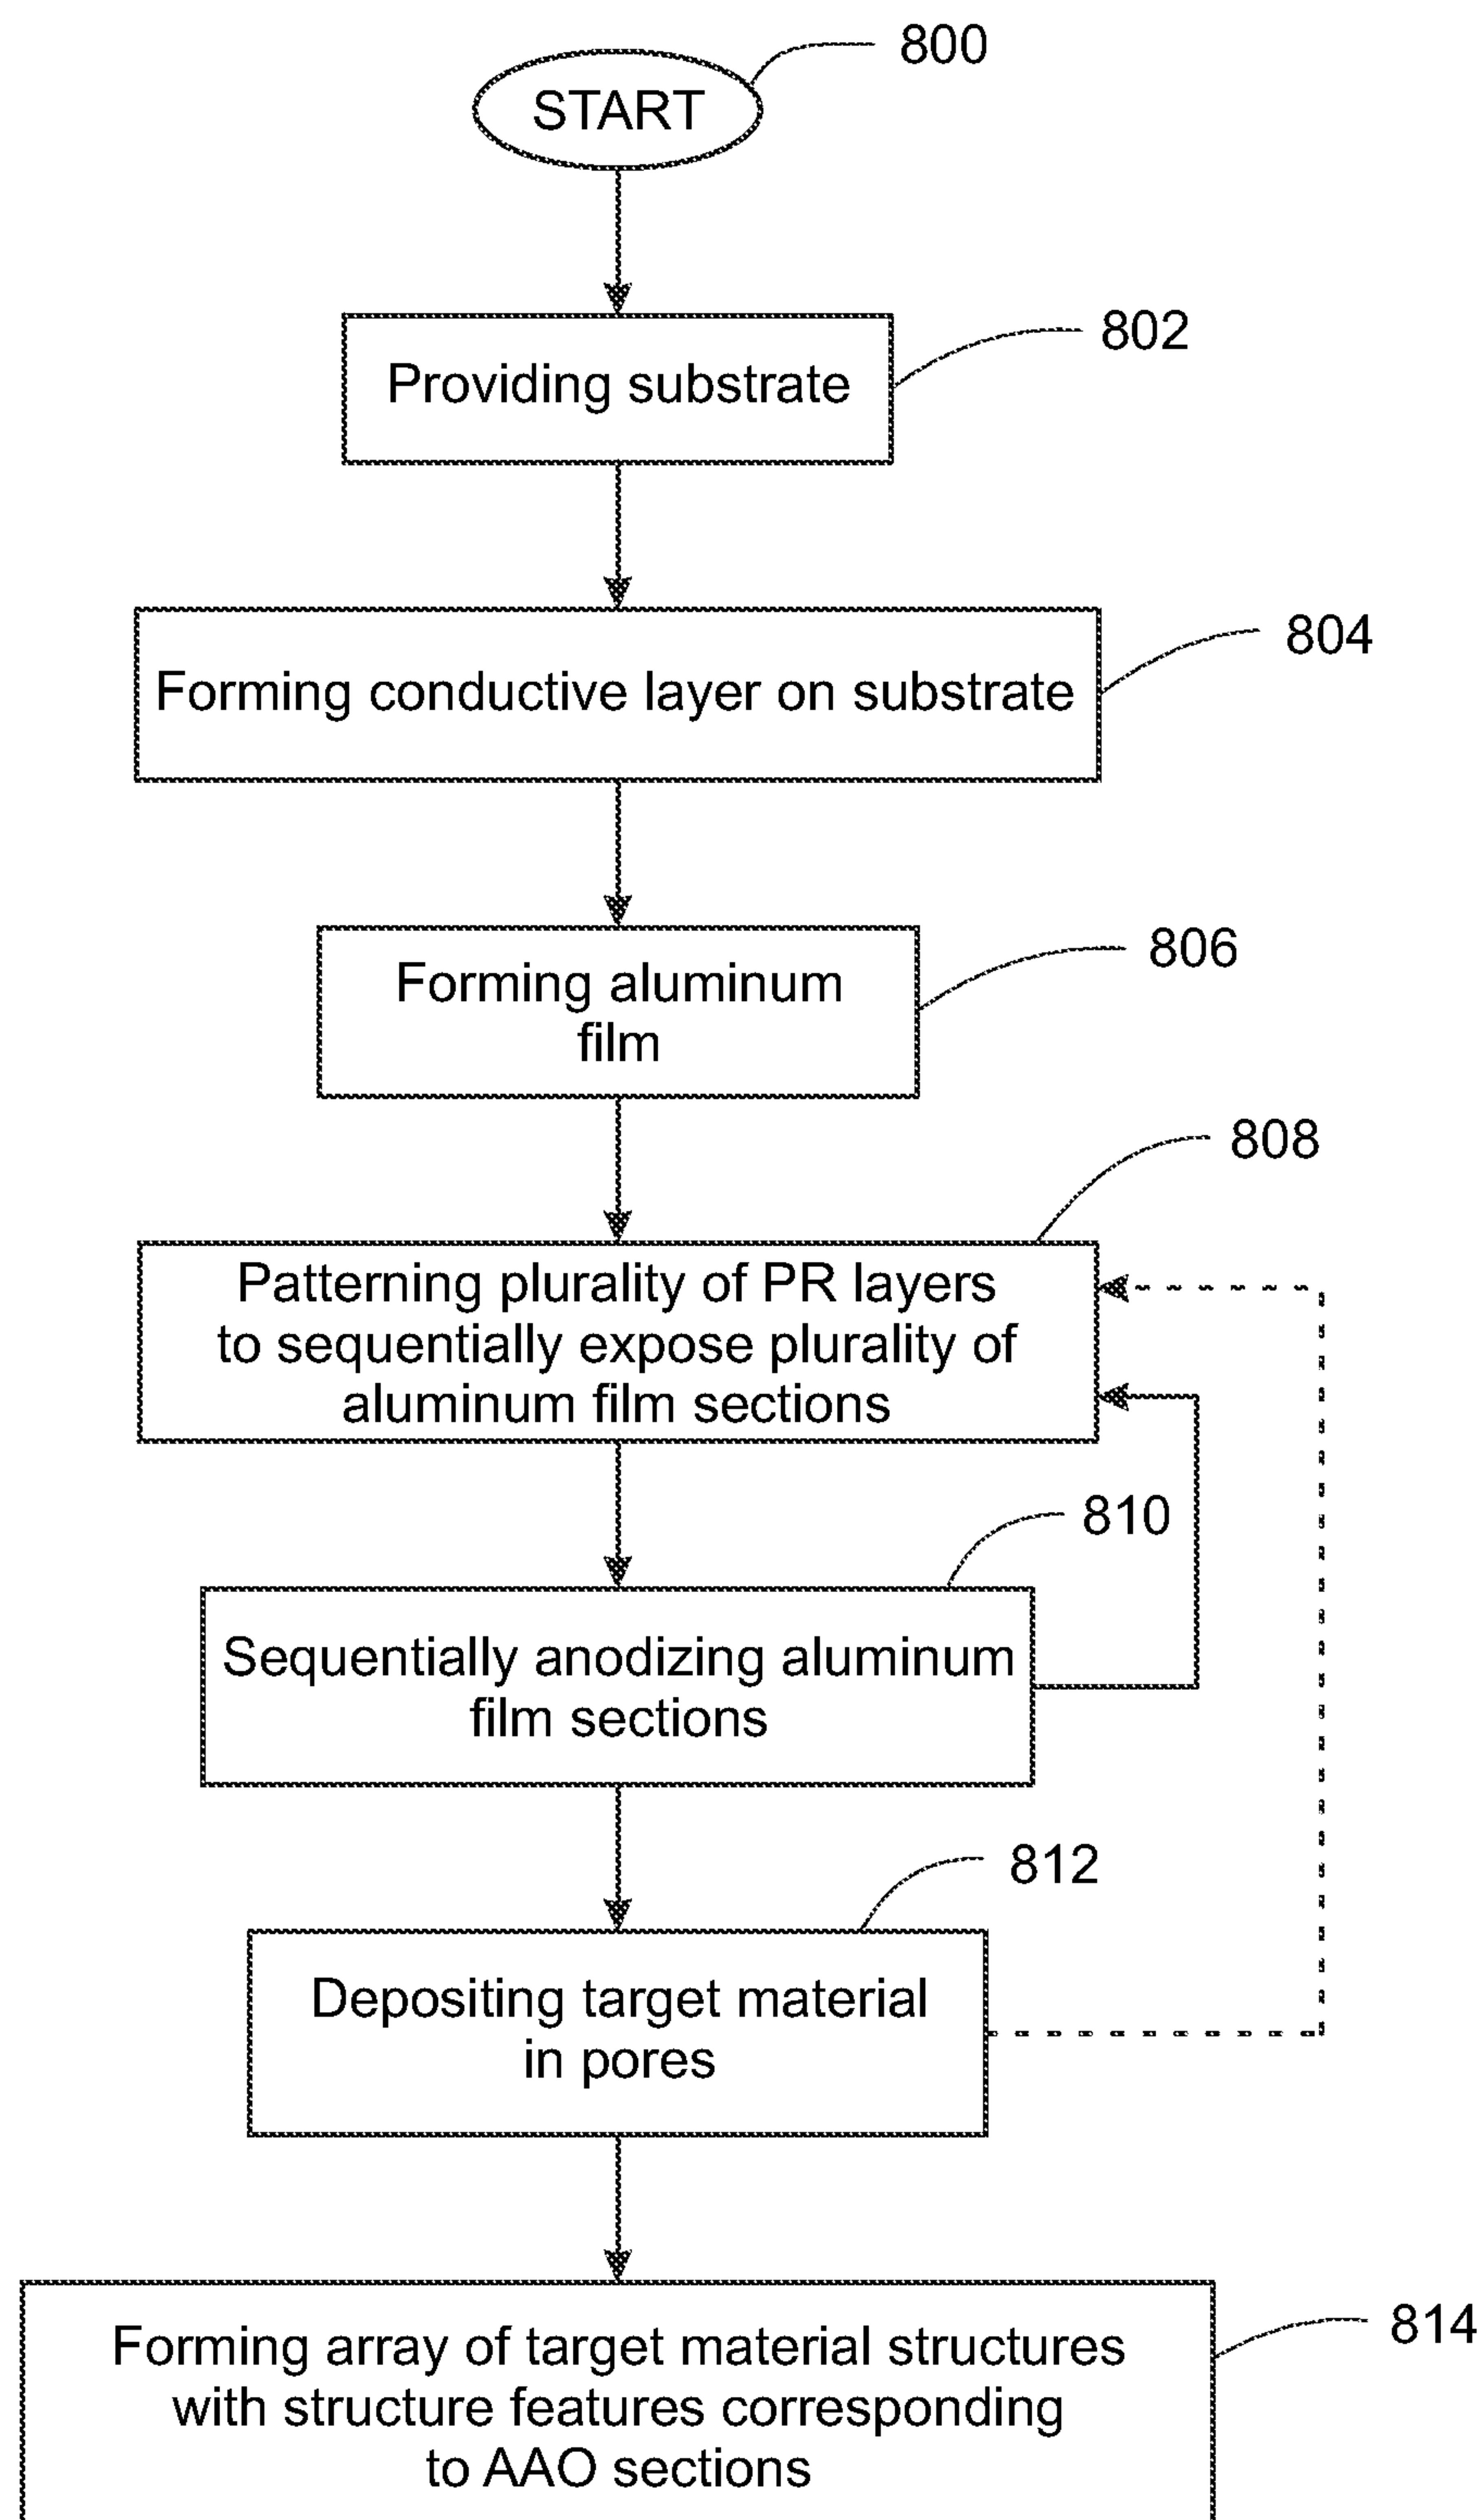 800
START
802
Providing substrate
804
Forming conductive layer on substrate
806
Forming aluminum
film
808
Patterning plurality of PR layers
to sequentially expose plurality of
aluminum film sections
810
Sequentially anodizing aluminum
film sections
812
Depositing target material
in pores
814
Forming array of target material structures
with structure features corresponding
to AAO sections